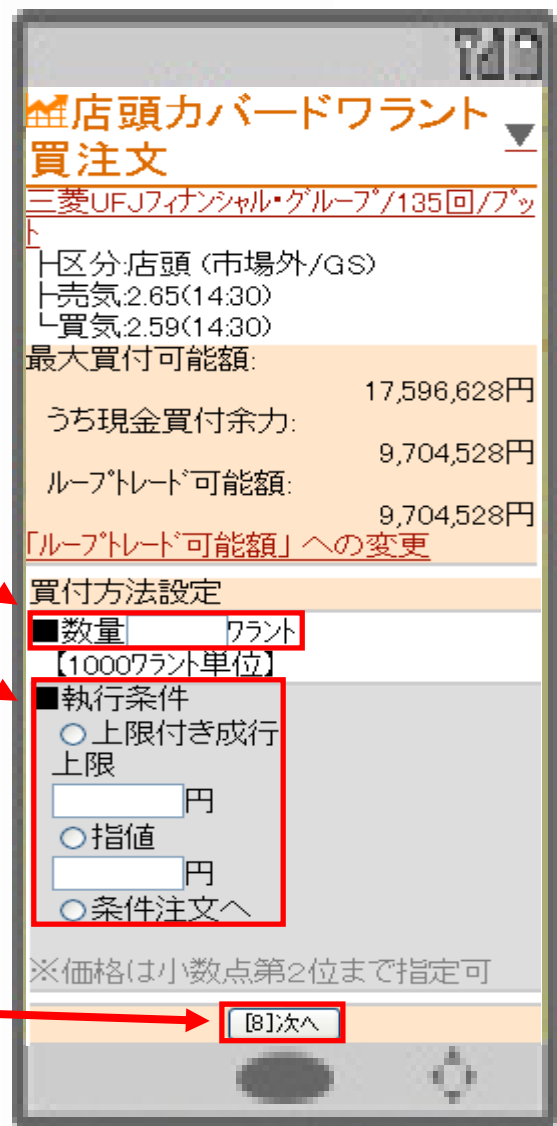 店頭カバードワラント ▼
買注文
三菱UFJフィナンシャル・グループ/135回/プッ
ト
├区分:店頭 (市場外/GS)
├売気:2.65(14:30)
└買気:2.59(14:30)
最大買付可能額:
17,596,628円
うち現金買付余力:
9,704,528円
ループトレード可能額:
9,704,528円
「ループトレード可能額」への変更
買付方法設定
■数量 ワラント
【1000ワラント単位】
■執行条件
○上限付き成行
上限
円
○指値
円
○条件注文へ
※価格は小数点第2位まで指定可
[8]次へ